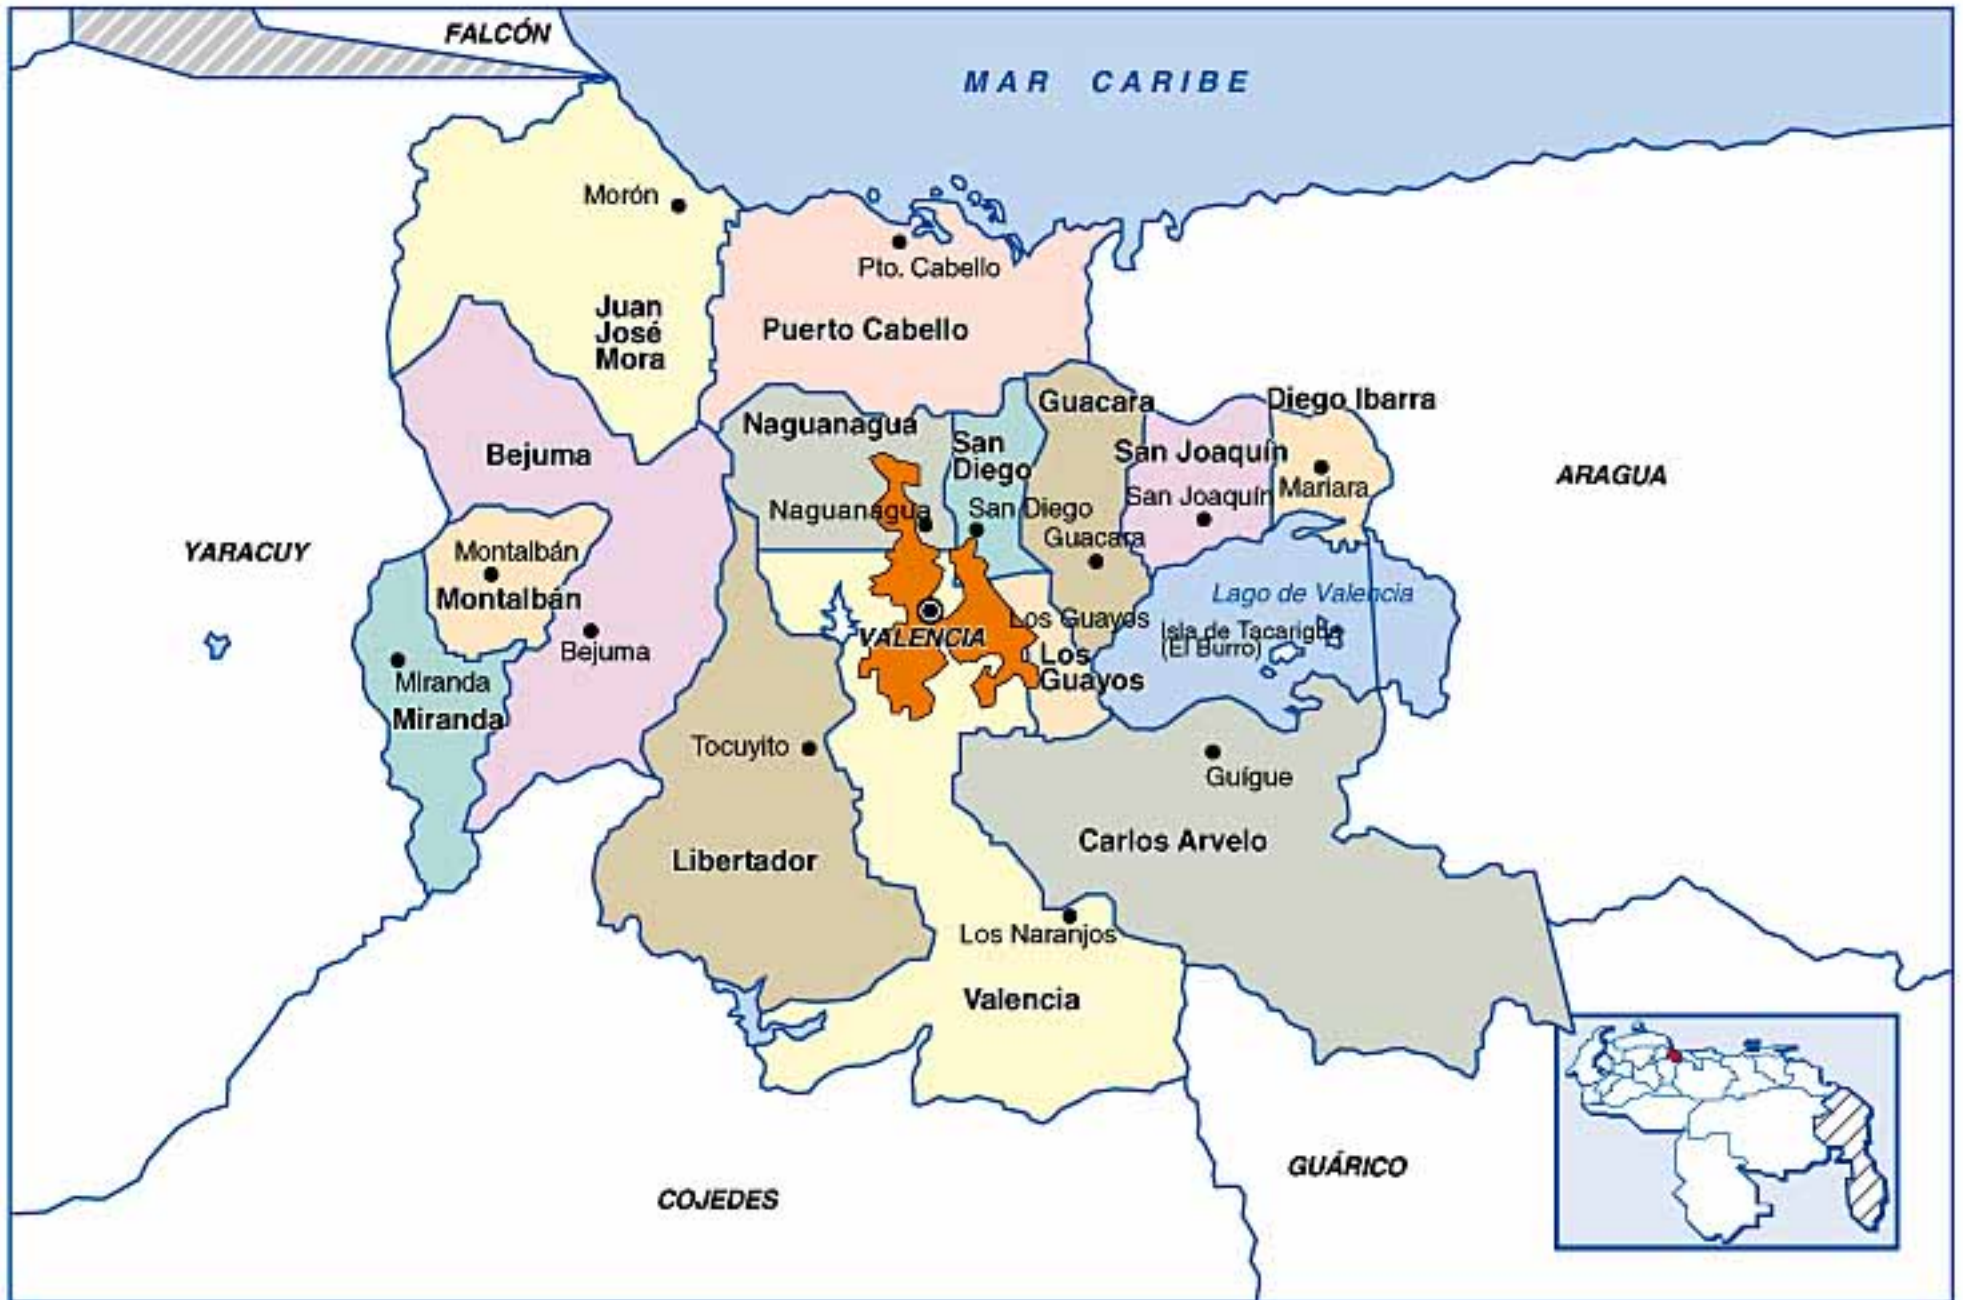 FALCÓN
MAR CARIBE
Morón
Pto. Cabello
Juan
José
Mora
Puerto Cabello
Guacara
Diego Ibarra
Naguanagua
San
Diego
Bejuma
San Joaquín
ARAGUA
Mariara
San Joaquín
Naguanagua
San Diego
Guacara
YARACUY
Montalbán
Montalbán
Lago de Valencia
Los Guayos
Isla de Tacarigua
(El Burro)
VALENCIA
Bejuma
Los
Guayos
Miranda
Miranda
Tocuyito
Guígue
Carlos Arvelo
Libertador
Los Naranjos
Valencia
GUÁRICO
COJEDES